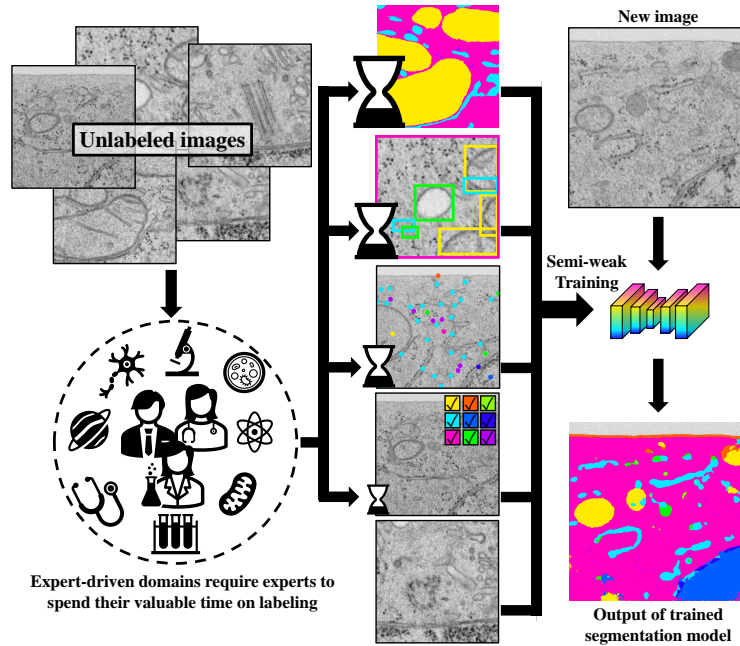 New image
Unlabeled images
Semi-weak
Training
Expert-driven domains require experts to
spend their valuable time on labeling
Output of trained
segmentation model